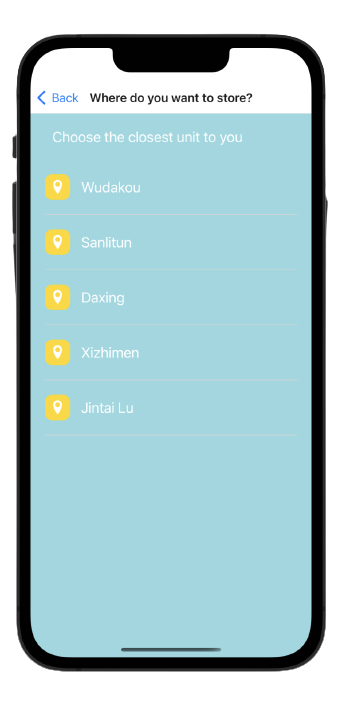 Back Where do you want to store?
Choose the closest unit to you
Wudakou
Sanlitun
Daxing
Xizhimen
Jintai Lu